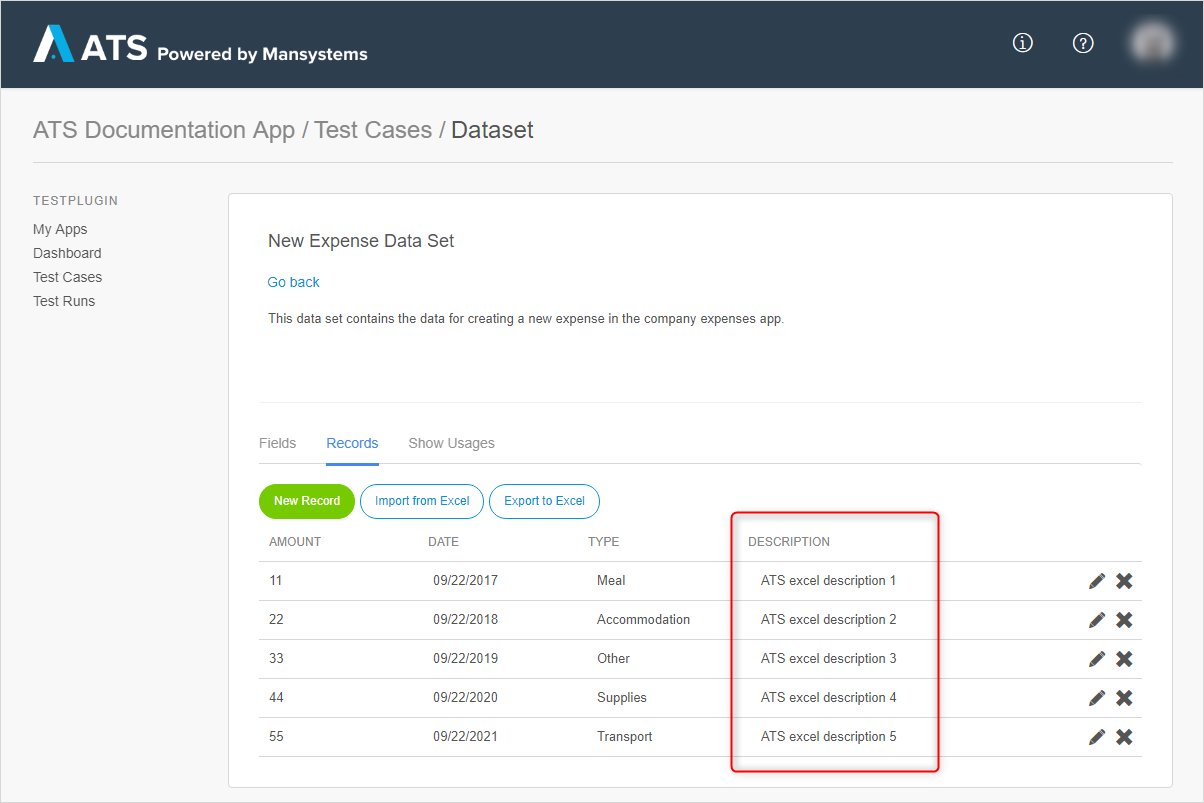 ATS Powered by Mansystems
ATS Documentation App / Test Cases / Dataset
TESTPLUGIN
My Apps
Dashboard
Test Cases
Test Runs
New Expense Data Set
Go back
This data set contains the data for creating a new expense in the company expenses app.
Fields Records Show Usages
New Record Import from Excel Export to Excel
AMOUNT DATE TYPE DESCRIPTION
11 09/22/2017 Meal ATS excel description 1
22 09/22/2018 Accommodation ATS excel description 2
33 09/22/2019 Other ATS excel description 3
44 09/22/2020 Supplies ATS excel description 4
55 09/22/2021 Transport ATS excel description 5